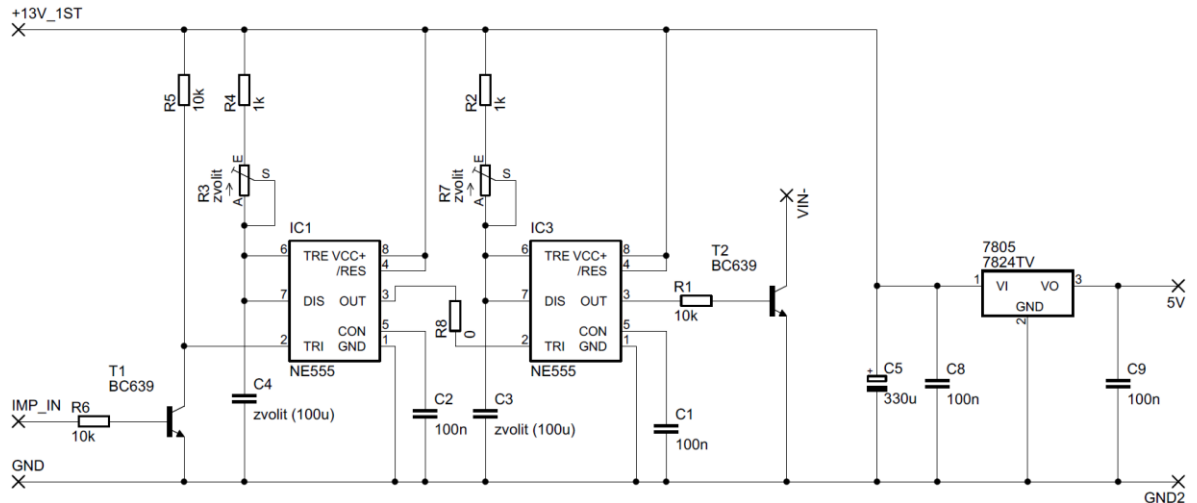 +13V_1ST
R5
10k
R4
1k
R2
1k
E
S
A
R3
zvolit
E
S
A
R7
zvolit
VIN-
IC1
6 TRE VCC+ 8
/RES 4
7 DIS OUT 3
CON 5
2 TRI GND 1
NE555
R8
0
IC3
6 TRE VCC+ 8
/RES 4
7 DIS OUT 3
CON 5
2 TRI GND 1
NE555
R1
10k
T2
BC639
7805
7824TV
1 VI VO 3
GND
2
5V
T1
BC639
IMP_IN
R6
10k
C4
zvolit (100u)
C2
100n
C3
zvolit (100u)
C1
100n
+
C5
330u
C8
100n
C9
100n
GND
GND2